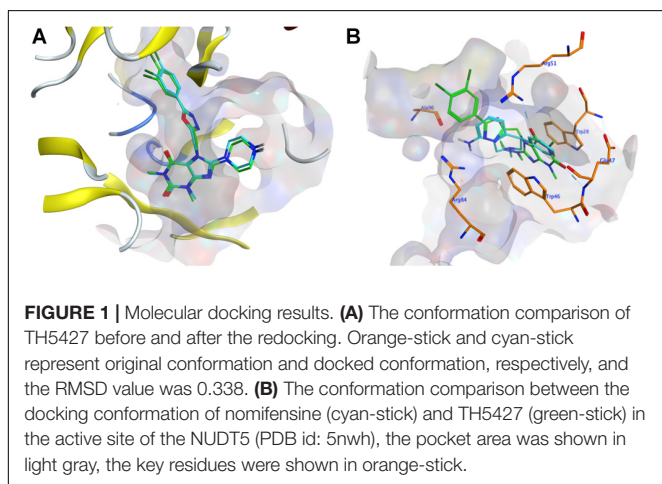 A
B
Arg51
Trp28
Trp46
Arg84
FIGURE 1 | Molecular docking results. (A) The conformation comparison of
TH5427 before and after the redocking. Orange-stick and cyan-stick
represent original conformation and docked conformation, respectively, and
the RMSD value was 0.338. (B) The conformation comparison between the
docking conformation of nomifensine (cyan-stick) and TH5427 (green-stick) in
the active site of the NUDT5 (PDB id: 5nwh), the pocket area was shown in
light gray, the key residues were shown in orange-stick.